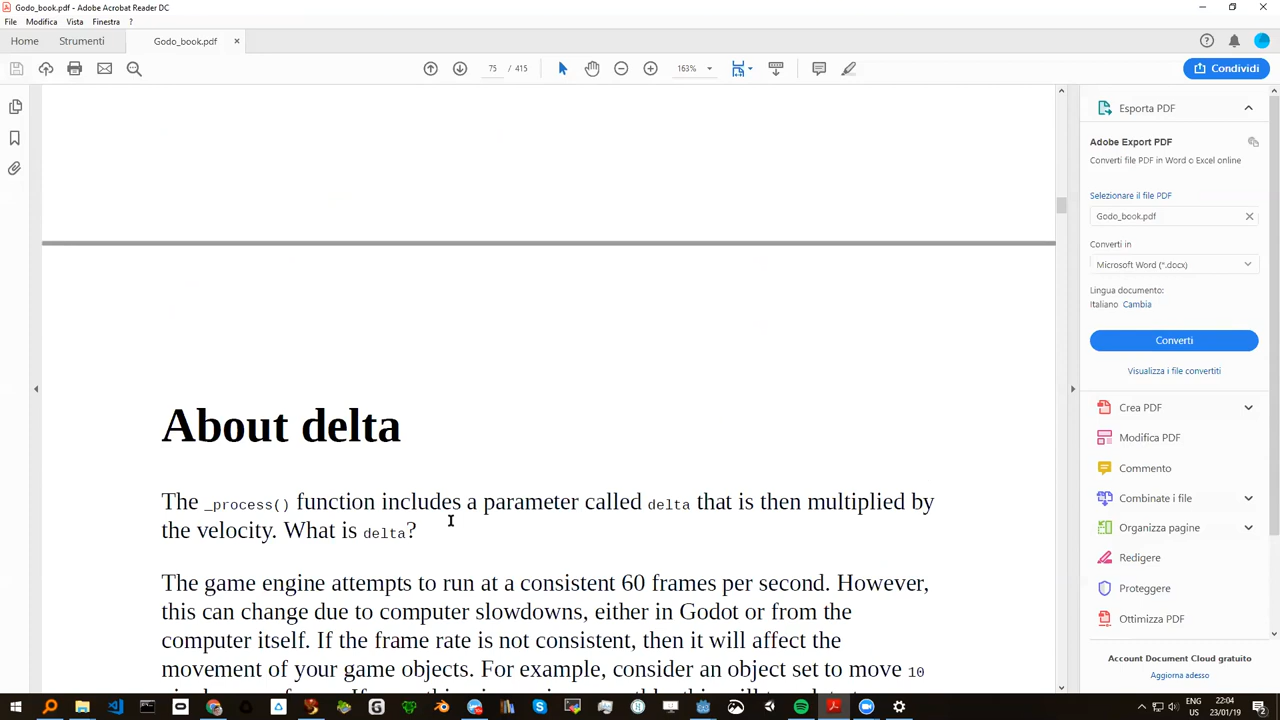 Godo_book.pdf - Adobe Acrobat Reader DC
File Modifica Vista Finestra ?
Home Strumenti Godo_book.pdf ×
75 / 415 163% Condividi
Esporta PDF
Adobe Export PDF
Converti file PDF in Word o Excel online
Selezionare il file PDF
Godo_book.pdf
Converti in
Microsoft Word (*.docx)
Lingua documento:
Italiano Cambia
Converti
Visualizza i file convertiti
Crea PDF
Modifica PDF
Commento
Combinate i file
Organizza pagine
Redigere
Proteggere
Ottimizza PDF
Account Document Cloud gratuito
Aggiorna adesso
About delta
The _process() function includes a parameter called delta that is then multiplied by
the velocity. What is delta?
The game engine attempts to run at a consistent 60 frames per second. However,
this can change due to computer slowdowns, either in Godot or from the
computer itself. If the frame rate is not consistent, then it will affect the
movement of your game objects. For example, consider an object set to move 10
ENG
US
22:04
23/01/19